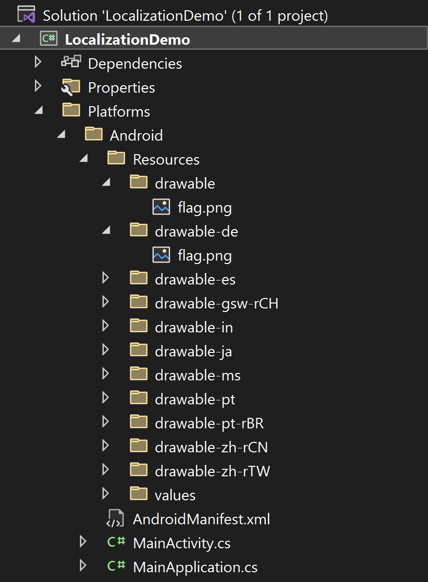 Solution 'LocalizationDemo' (1 of 1 project)
C# LocalizationDemo
Dependencies
Properties
Platforms
Android
Resources
drawable
flag.png
drawable-de
flag.png
drawable-es
drawable-gsw-rCH
drawable-in
drawable-ja
drawable-ms
drawable-pt
drawable-pt-rBR
drawable-zh-rCN
drawable-zh-rTW
values
AndroidManifest.xml
C# MainActivity.cs
C# MainApplication.cs